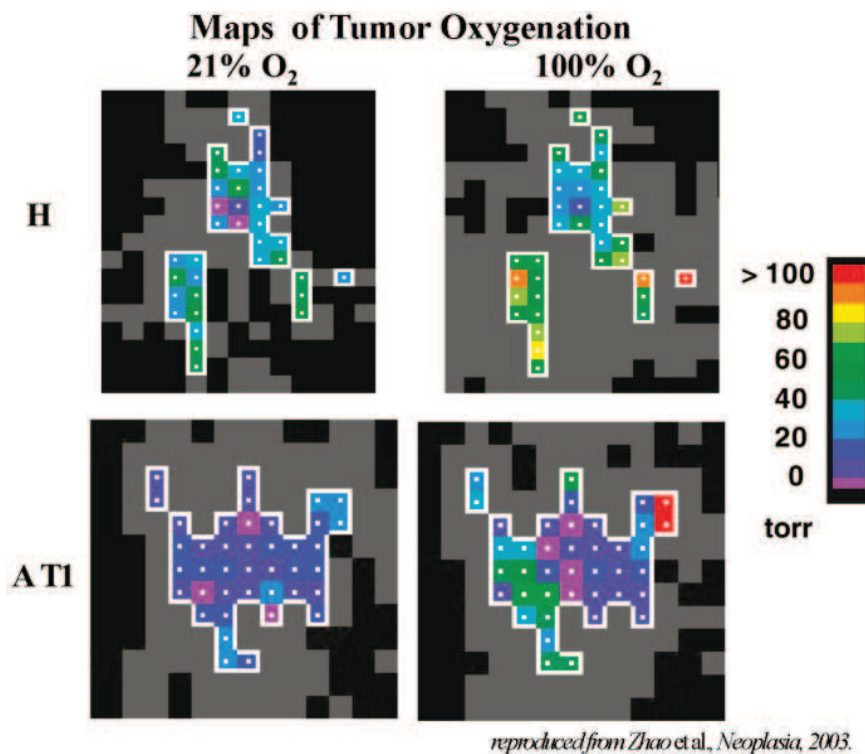 Maps of Tumor Oxygenation
21% O₂
100% O₂
H
> 100
80
60
40
20
0
torr
A T1
reproduced from Zhao et al., Neoplasia, 2003.